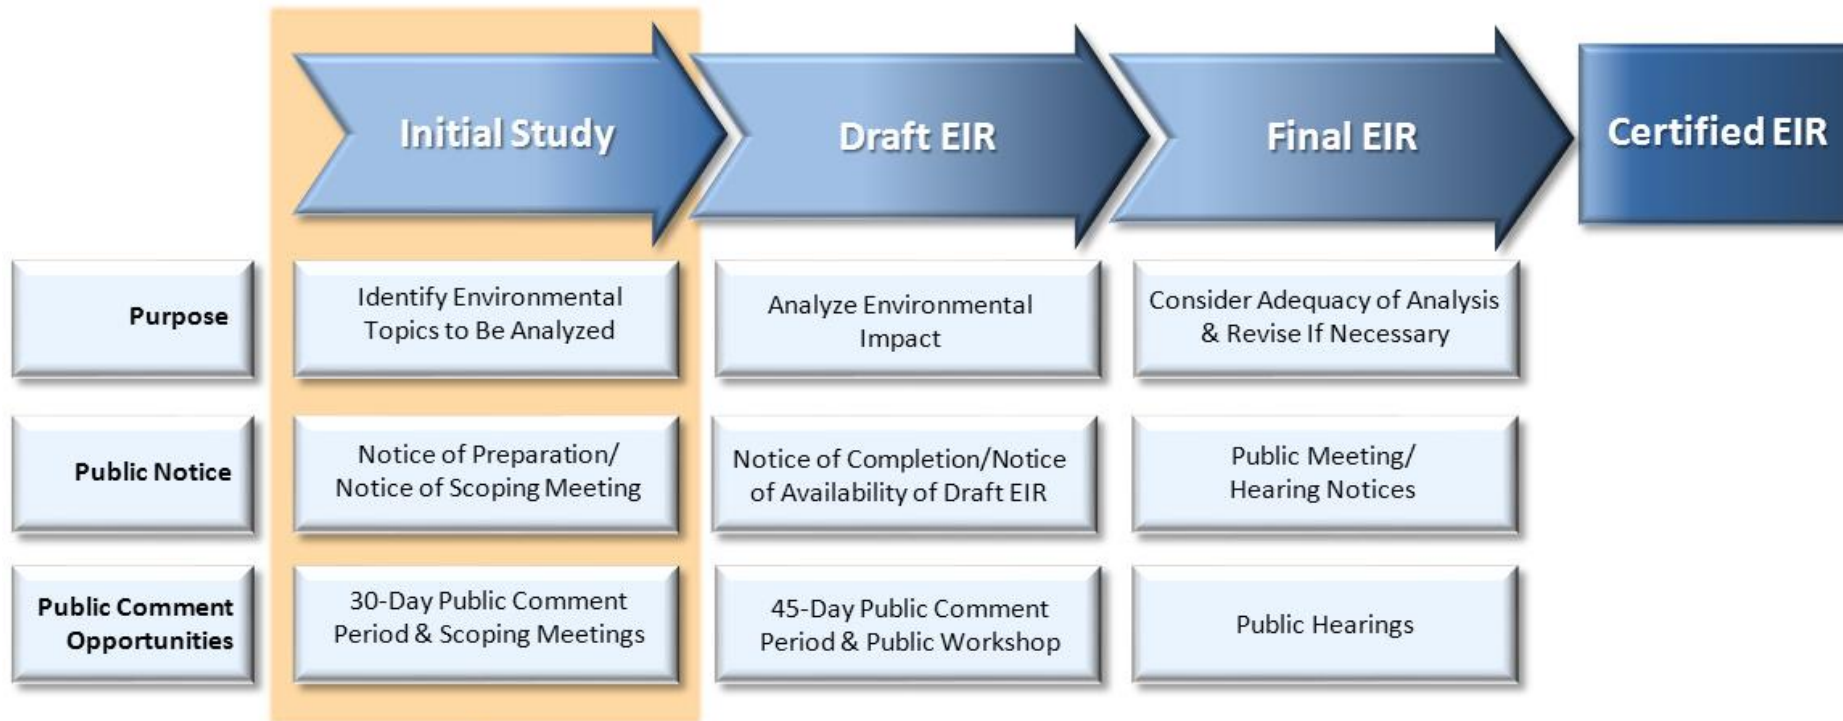 Initial Study
Draft EIR
Final EIR
Certified EIR
Purpose
Identify Environmental
Topics to Be Analyzed
Analyze Environmental
Impact
Consider Adequacy of Analysis
& Revise If Necessary
Public Notice
Notice of Preparation/
Notice of Scoping Meeting
Notice of Completion/Notice
of Availability of Draft EIR
Public Meeting/
Hearing Notices
Public Comment
Opportunities
30-Day Public Comment
Period & Scoping Meetings
45-Day Public Comment
Period & Public Workshop
Public Hearings